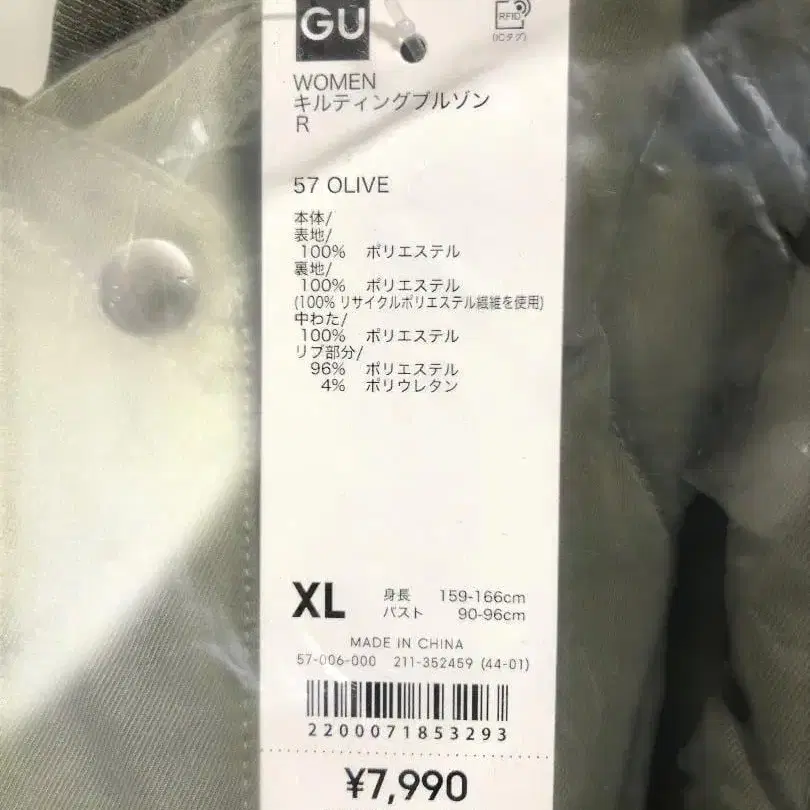 GU
RFID
(ICタグ)
WOMEN
キルティングブルゾン
R
57 OLIVE
本体/
表地/
100% ポリエステル
裏地/
100% ポリエステル
(100% リサイクルポリエステル繊維を使用)
中わた/
100% ポリエステル
リブ部分/
96% ポリエステル
4% ポリウレタン
XL 身長 159-166cm
バスト 90-96cm
MADE IN CHINA
57-006-000 211-352459 (44-01)
2200071853293
¥7,990